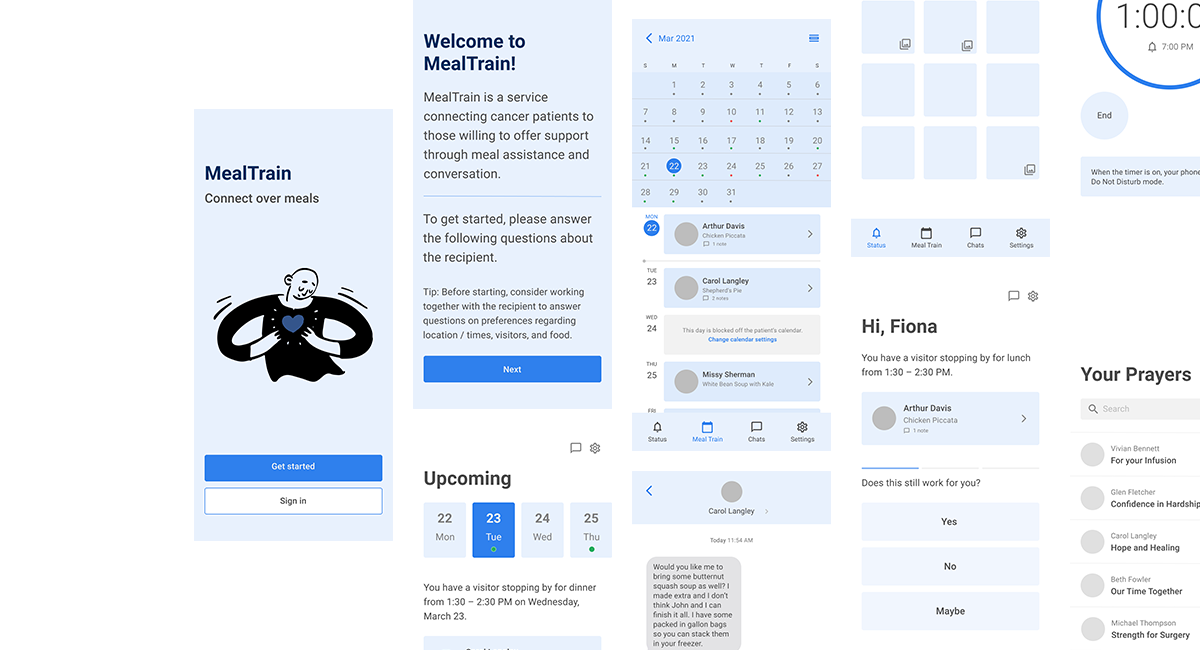 MealTrain
Connect over meals
Get started
Sign in
Welcome to
MealTrain!
MealTrain is a service
connecting cancer patients to
those willing to offer support
through meal assistance and
conversation.
To get started, please answer
the following questions about
the recipient.
Tip: Before starting, consider working
together with the recipient to answer
questions on preferences regarding
location / times, visitors, and food.
Next
Upcoming
22 23 24 25
Mon Tue Wed Thu
You have a visitor stopping by for dinner
from 1:30 – 2:30 PM on Wednesday,
March 23.
Mar 2021
S M T W T F S
1 2 3 4 5 6
7 8 9 10 11 12 13
14 15 16 17 18 19 20
21 22 23 24 25 26 27
28 29 30 31
MON
22
Arthur Davis
Chicken Piccata
1 note
TUE
23
Carol Langley
Shepherd's Pie
2 notes
WED
24
This day is blocked off the patient's calendar.
Change calendar settings
THU
25
Missy Sherman
White Bean Soup with Kale
FRI
Status Meal Train Chats Settings
Carol Langley
Today 11:54 AM
Would you like me to
bring some butternut
squash soup as well? I
made extra and I don't
think John and I can
finish it all. I have some
packed in gallon bags
so you can stack them
in your freezer.
Status Meal Train Chats Settings
Hi, Fiona
You have a visitor stopping by for lunch
from 1:30 – 2:30 PM.
Arthur Davis
Chicken Piccata
1 note
Does this still work for you?
Yes
No
Maybe
1:00:0
7:00 PM
End
When the timer is on, your phone
Do Not Disturb mode.
Your Prayers
Search
Vivian Bennett
For your Infusion
Glen Fletcher
Confidence in Hardship
Carol Langley
Hope and Healing
Beth Fowler
Our Time Together
Michael Thompson
Strength for Surgery